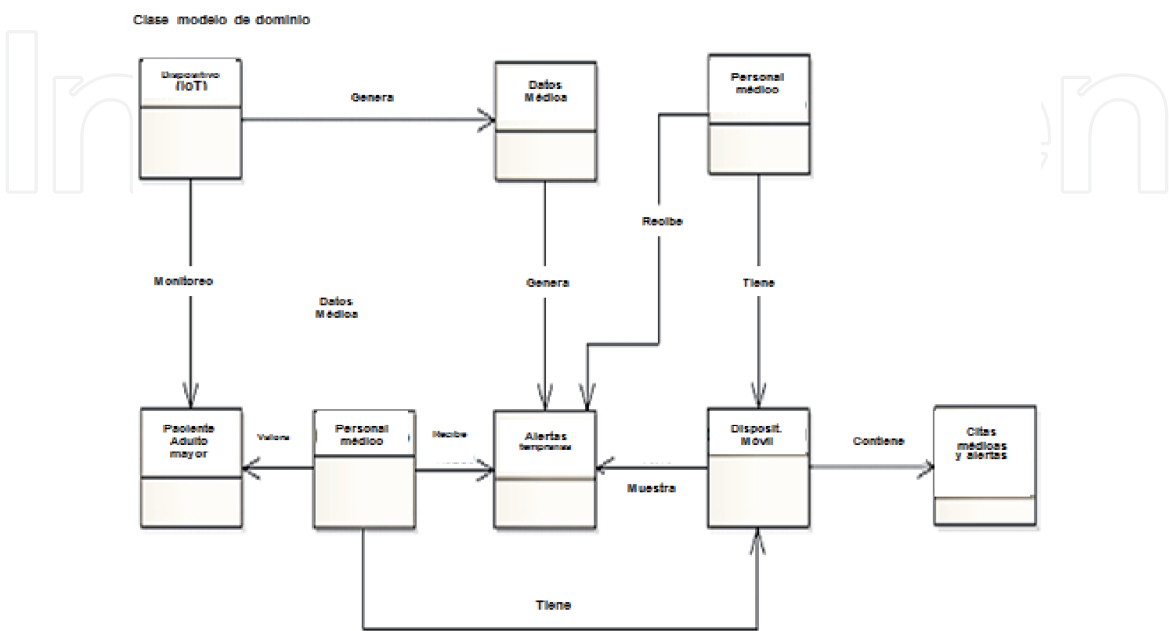 Clase modelo de dominio
Dispositivo
(IoT)
Genera
Datos
Médica
Personal
médico
Recibe
Monitoreo
Genera
Tiene
Datos
Médica
Paciente
Adulto
mayor
Valora
Personal
médico
Recibe
Alertas
tempranas
Muestra
Disposit.
Móvil
Contiene
Citas
médicas
y alertas
Tiene